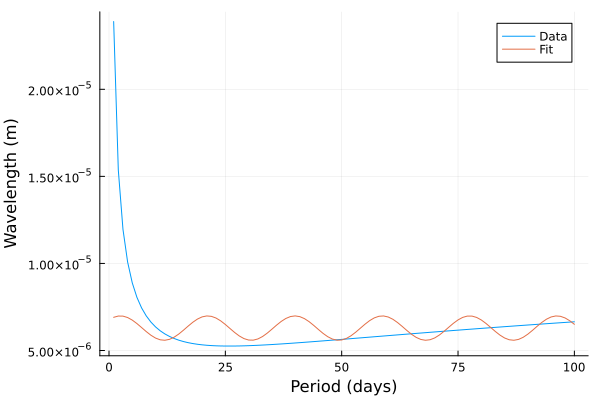 Data
Fit
2.00×10⁻⁵
1.50×10⁻⁵
1.00×10⁻⁵
5.00×10⁻⁶
Wavelength (m)
0 25 50 75 100
Period (days)